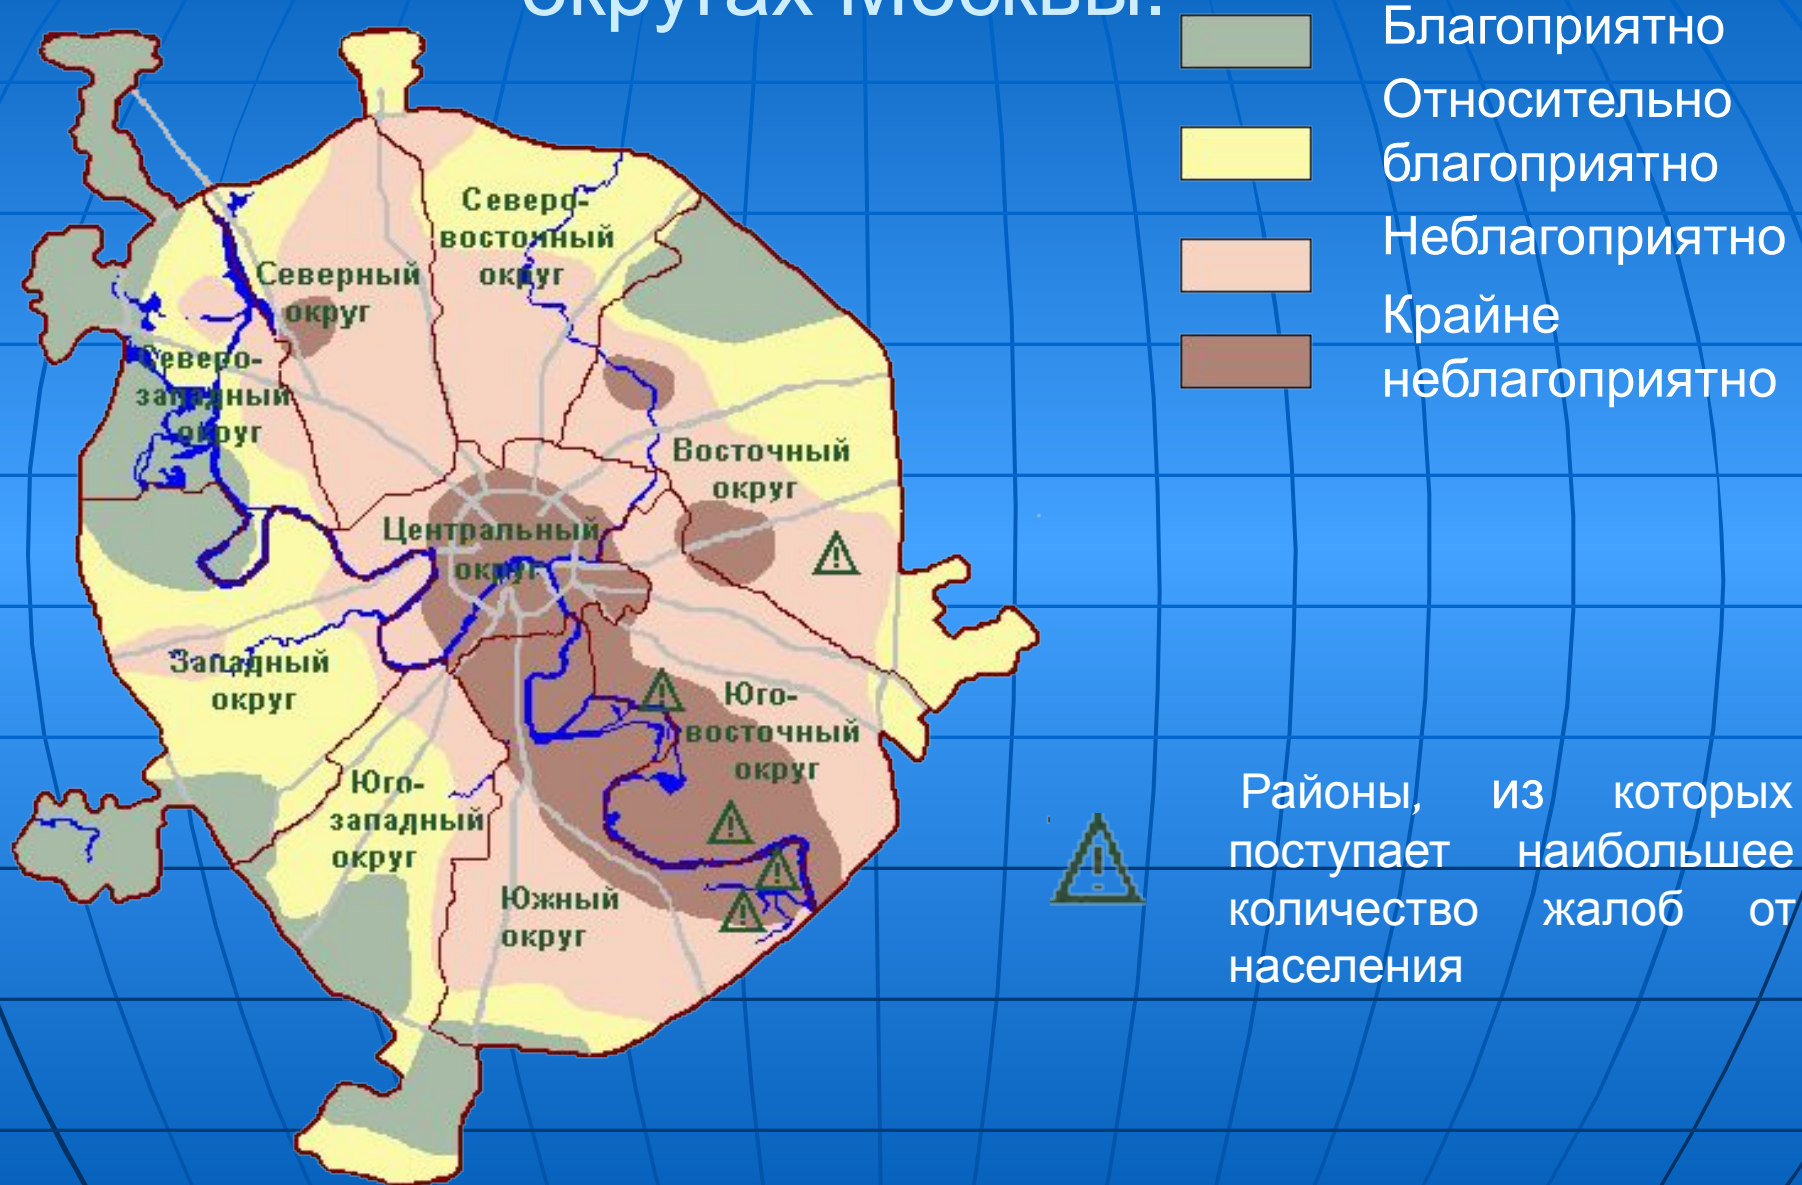 округах Москвы.
Благоприятно
Относительно
благоприятно
Неблагоприятно
Крайне
неблагоприятно
Северо-
восточный
округ
Северный
округ
Северо-
западный
округ
Восточный
округ
Центральный
округ
Западный
округ
Юго-
восточный
округ
Юго-
западный
округ
Южный
округ
Районы, из которых
поступает наибольшее
количество жалоб от
населения